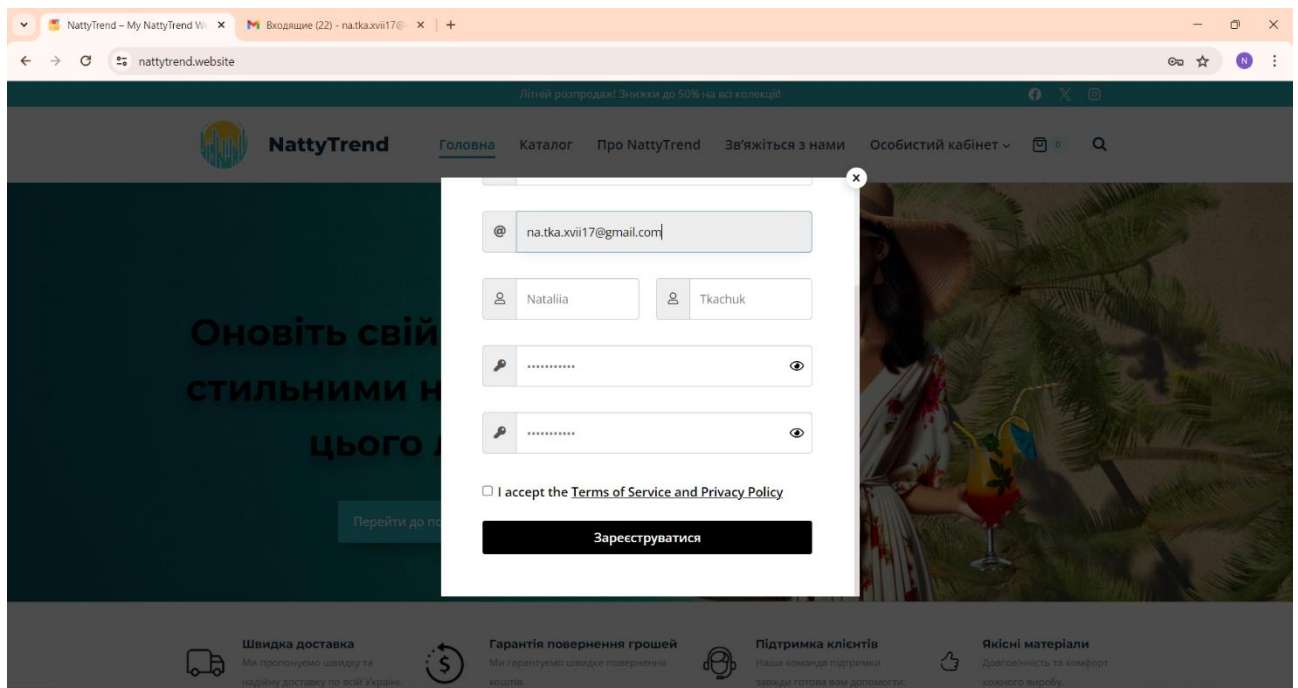 NattyTrend – My NattyTrend W
Входящие (22) - na.tka.xvii17@
nattytrend.website
N
Літній розпродаж! Знижки до 50% на всі колекції!
NattyTrend
Головна Каталог Про NattyTrend Зв'яжіться з нами Особистий кабінет 0
@ na.tka.xvii17@gmail.com
Nataliia Tkachuk
Оновіть свій
стильними н
цього
I accept the Terms of Service and Privacy Policy
Перейти до по
Зареєструватися
Швидка доставка
Ми пропонуємо швидку та
надійну доставку по всій Україні.
Гарантія повернення грошей
Ми гарантуємо швидке повернення
коштів.
Підтримка клієнтів
Наша команда підтримки
завжди готова вам допомогти.
Якісні матеріали
Довговічність та комфорт
кожного виробу.